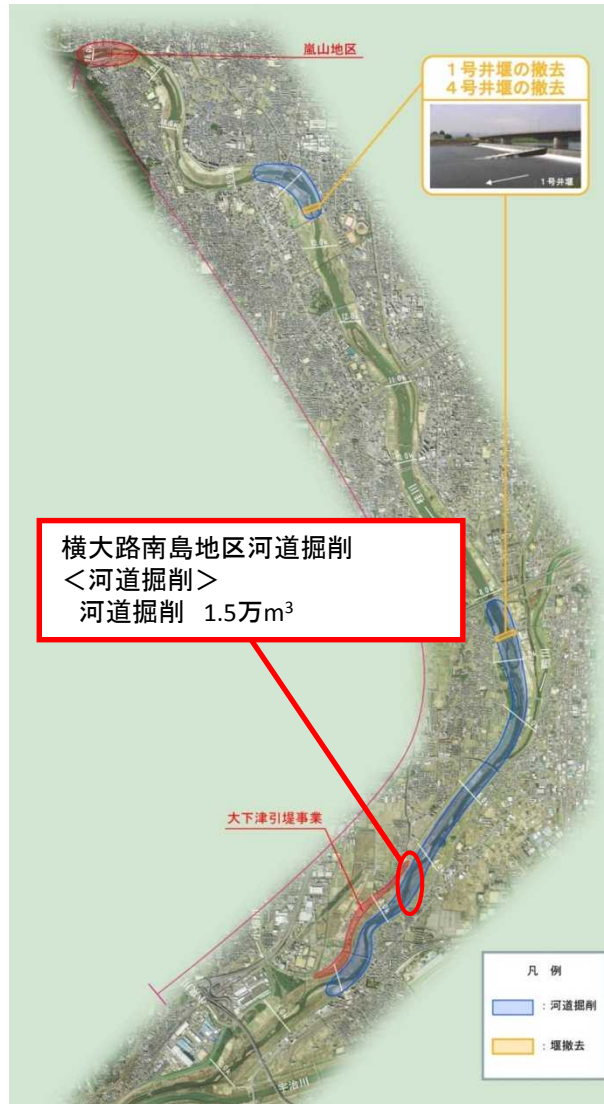 嵐山地区
1号井堰の撤去
4号井堰の撤去
1号井堰
横大路南島地区河道掘削
＜河道掘削＞
河道掘削 1.5万m³
大下津引堤事業
凡 例
：河道掘削
：堰撤去
宇治川